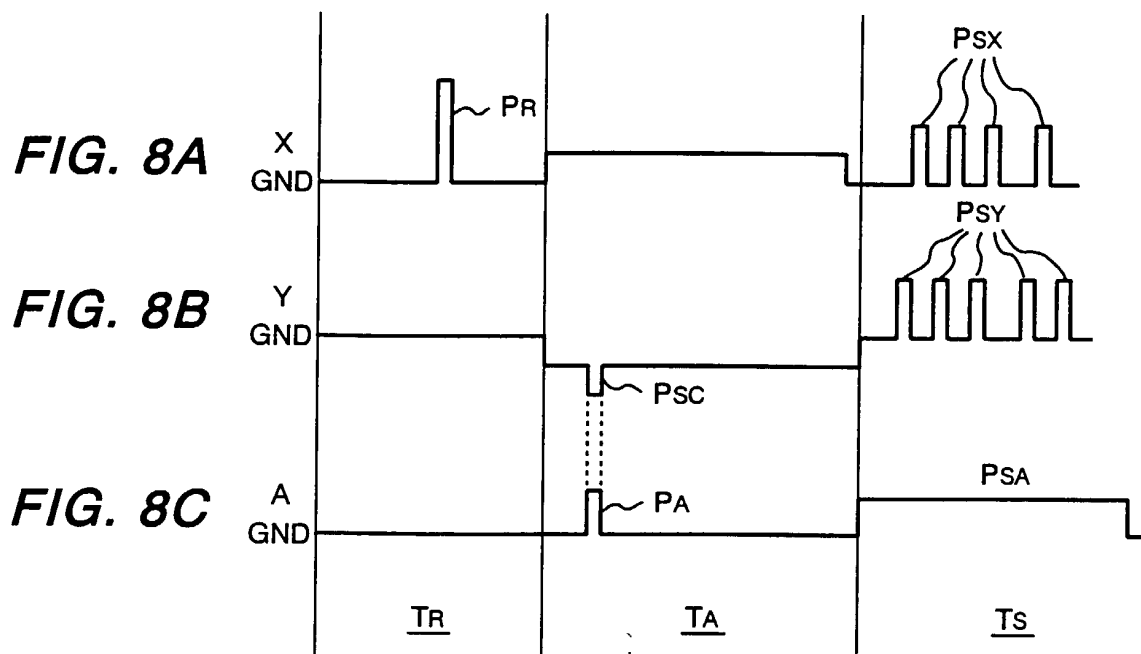 PSX
PR
FIG. 8A
X
GND
PSY
FIG. 8B
Y
GND
PSC
FIG. 8C
A
GND
PA
PSA
TR
TA
TS